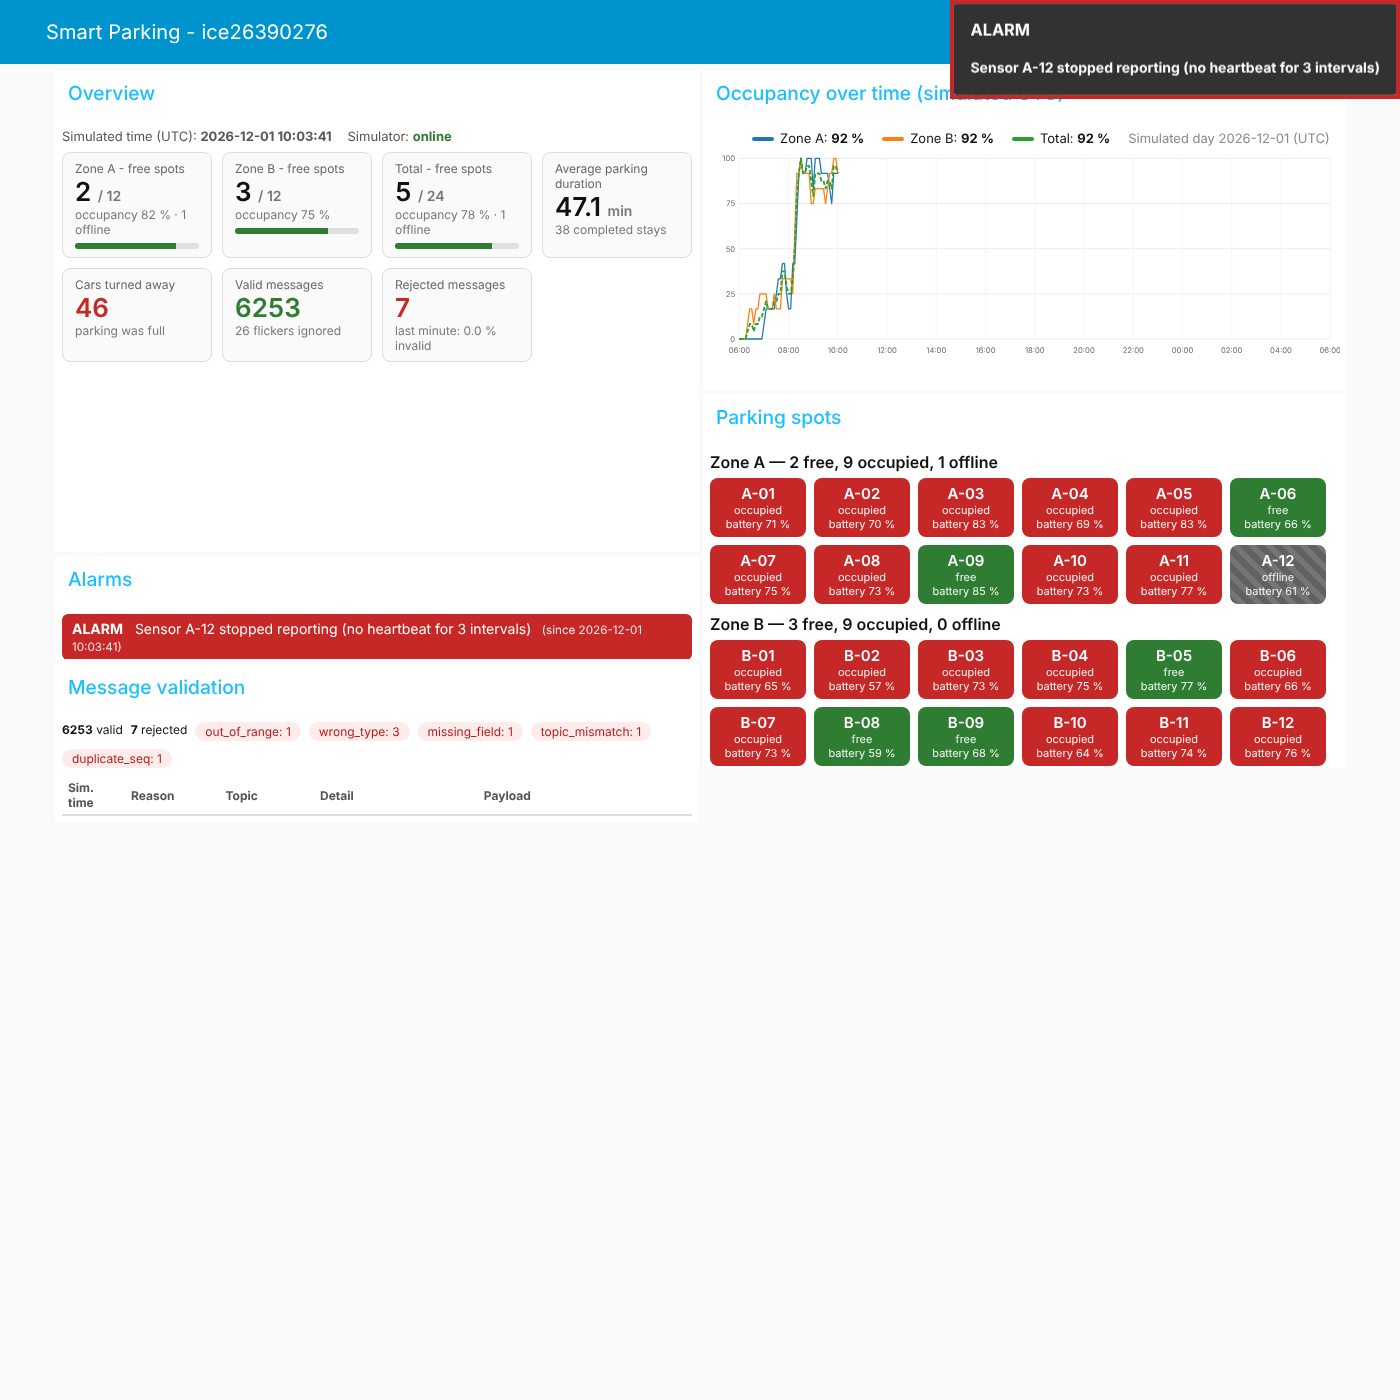 Smart Parking - ice26390276
ALARM
Sensor A-12 stopped reporting (no heartbeat for 3 intervals)
Overview
Simulated time (UTC): 2026-12-01 10:03:41 Simulator: online
Zone A - free spots
2 / 12
occupancy 82 % · 1
offline
Zone B - free spots
3 / 12
occupancy 75 %
Total - free spots
5 / 24
occupancy 78 % · 1
offline
Average parking
duration
47.1 min
38 completed stays
Cars turned away
46
parking was full
Valid messages
6253
26 flickers ignored
Rejected messages
7
last minute: 0.0 %
invalid
Alarms
ALARM Sensor A-12 stopped reporting (no heartbeat for 3 intervals) (since 2026-12-01
10:03:41)
Message validation
6253 valid 7 rejected out_of_range: 1 wrong_type: 3 missing_field: 1 topic_mismatch: 1
duplicate_seq: 1
Sim.
time
Reason
Topic
Detail
Payload
Occupancy over time
Zone A: 92 % Zone B: 92 % Total: 92 % Simulated day 2026-12-01 (UTC)
100
75
50
25
0
06:00 08:00 10:00 12:00 14:00 16:00 18:00 20:00 22:00 00:00 02:00 04:00 06:00
Parking spots
Zone A — 2 free, 9 occupied, 1 offline
A-01
occupied
battery 71 %
A-02
occupied
battery 70 %
A-03
occupied
battery 83 %
A-04
occupied
battery 69 %
A-05
occupied
battery 83 %
A-06
free
battery 66 %
A-07
occupied
battery 75 %
A-08
occupied
battery 73 %
A-09
free
battery 85 %
A-10
occupied
battery 73 %
A-11
occupied
battery 77 %
A-12
offline
battery 61 %
Zone B — 3 free, 9 occupied, 0 offline
B-01
occupied
battery 65 %
B-02
occupied
battery 57 %
B-03
occupied
battery 73 %
B-04
occupied
battery 75 %
B-05
free
battery 77 %
B-06
occupied
battery 66 %
B-07
occupied
battery 73 %
B-08
free
battery 59 %
B-09
free
battery 68 %
B-10
occupied
battery 64 %
B-11
occupied
battery 74 %
B-12
occupied
battery 76 %